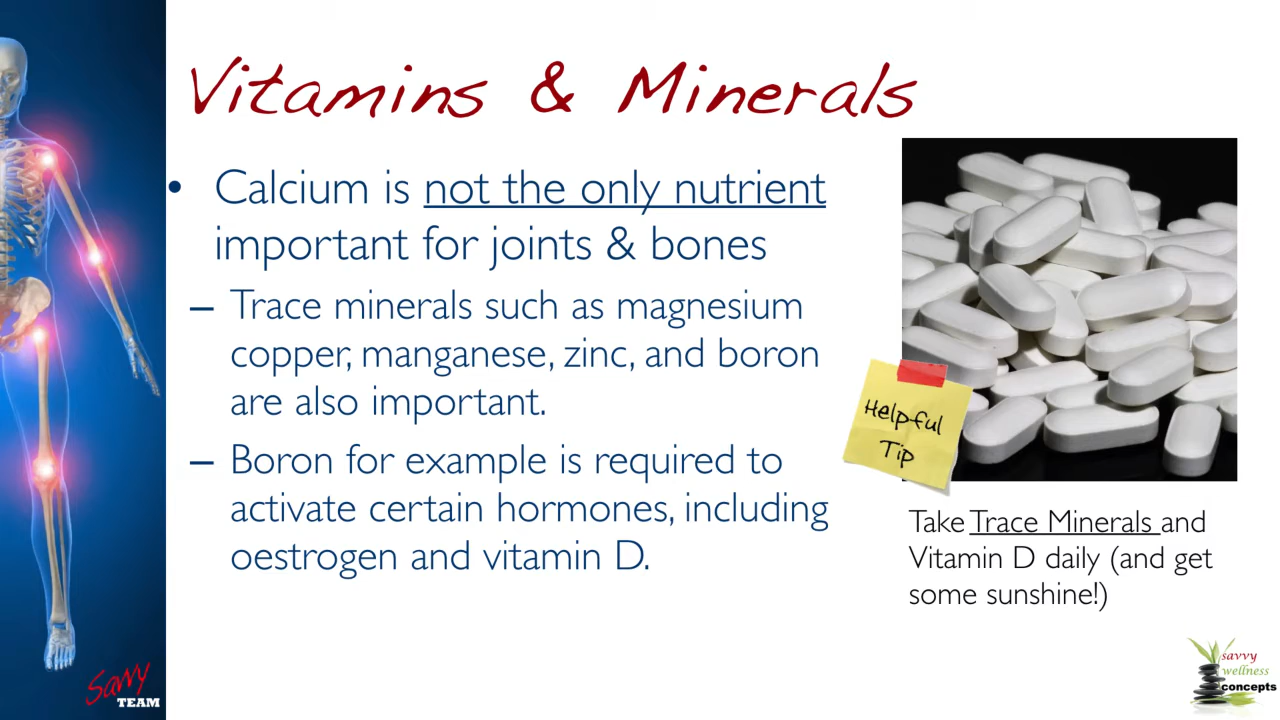 Vitamins & Minerals
• Calcium is not the only nutrient
important for joints & bones
– Trace minerals such as magnesium
copper, manganese, zinc, and boron
are also important.
– Boron for example is required to
activate certain hormones, including
oestrogen and vitamin D.
Helpful
Tip
Take Trace Minerals and
Vitamin D daily (and get
some sunshine!)
Savvy
TEAM
savvy
wellness
concepts